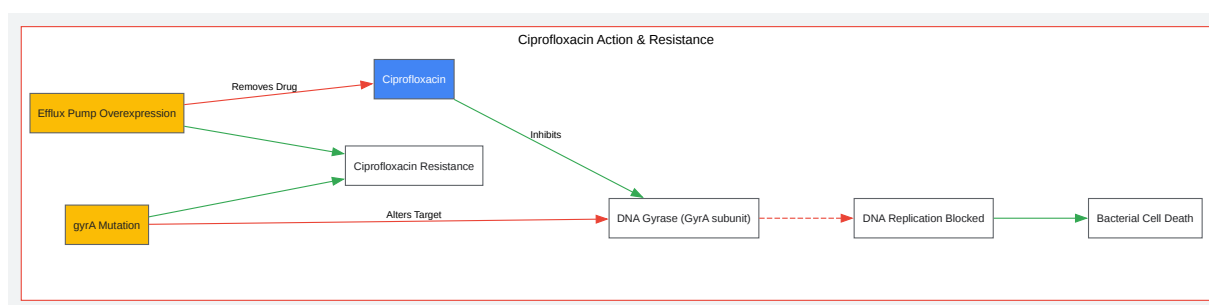 Ciprofloxacin Action & Resistance
Ciprofloxacin
Removes Drug
Efflux Pump Overexpression
Inhibits
Ciprofloxacin Resistance
Alters Target
gyrA Mutation
DNA Gyrase (GyrA subunit)
DNA Replication Blocked
Bacterial Cell Death